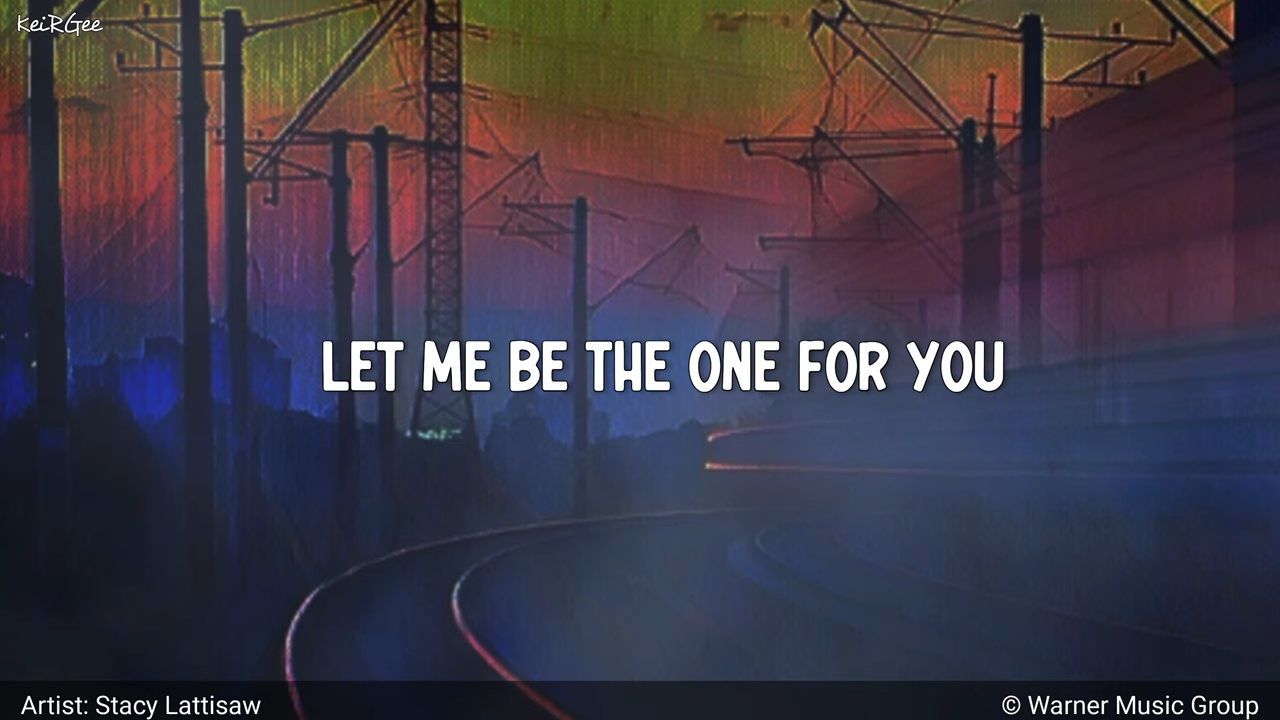 KeiRGee
LET ME BE THE ONE FOR YOU
Artist: Stacy Lattisaw
© Warner Music Group